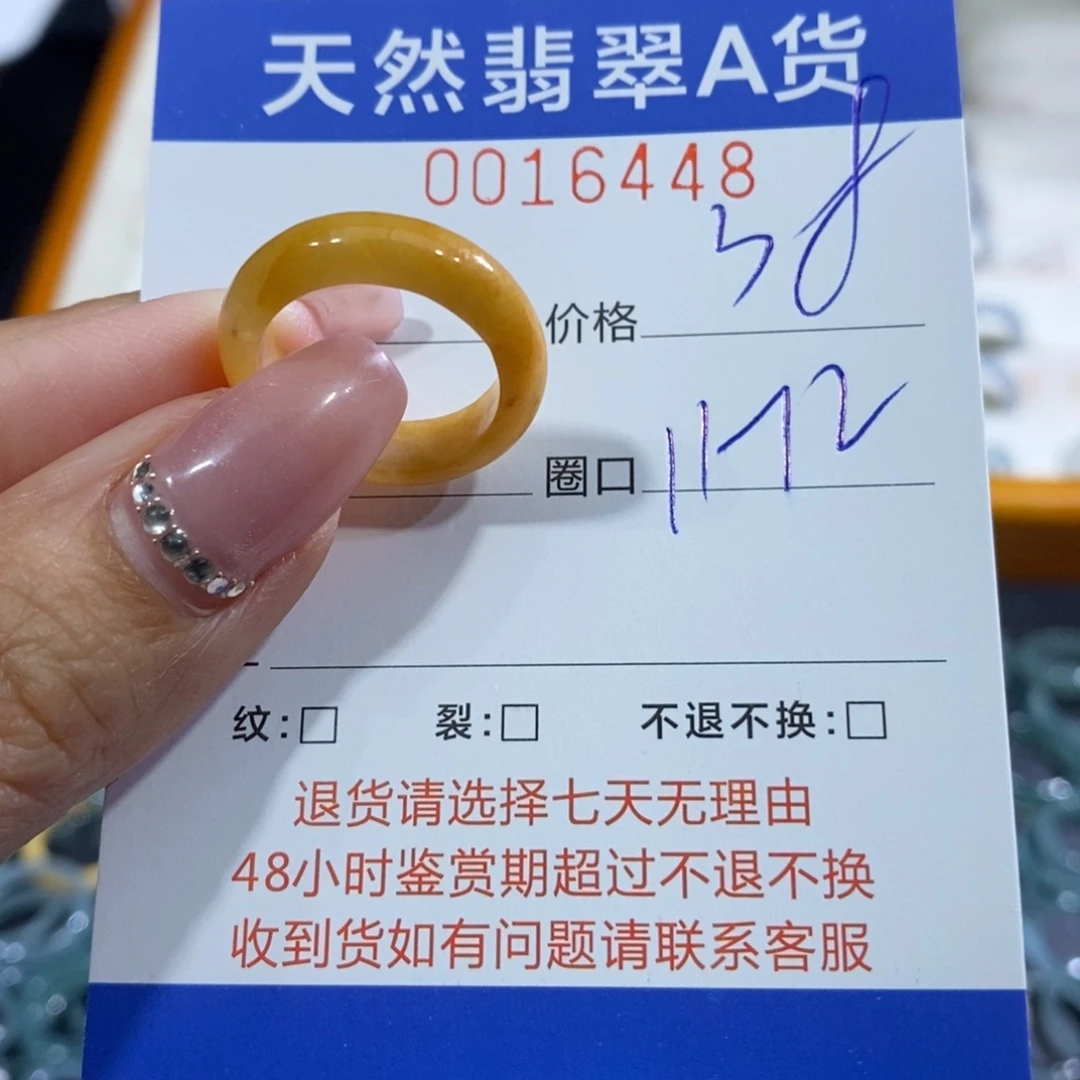 天然翡翠A货
0016448
价格 58
圈口
纹:□ 裂:□ 不退不换:□
退货请选择七天无理由
48小时鉴赏期超过不退不换
收到货如有问题请联系客服